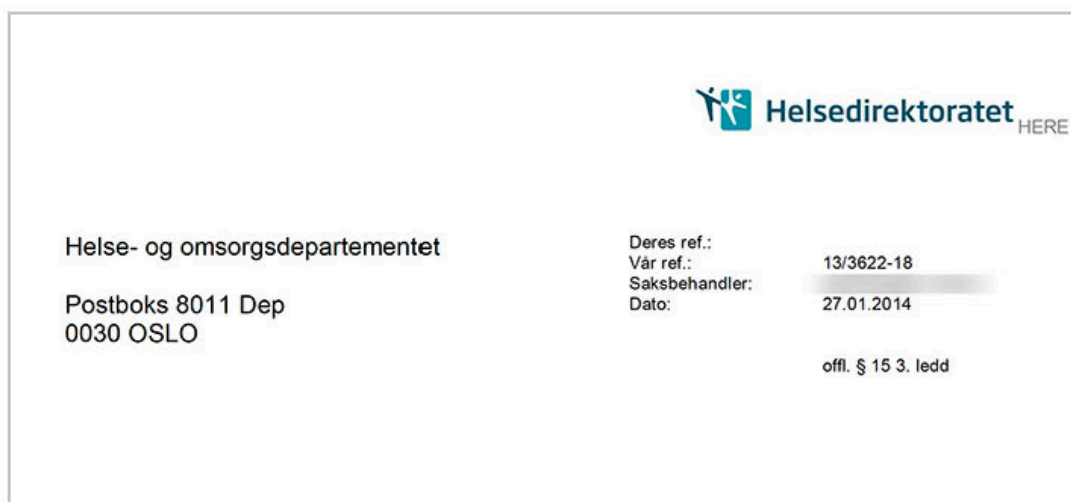 Helsedirektoratet HERE
Helse- og omsorgsdepartementet
Postboks 8011 Dep
0030 OSLO
Deres ref.:
Vår ref.: 13/3622-18
Saksbehandler:
Dato: 27.01.2014
offl. § 15 3. ledd